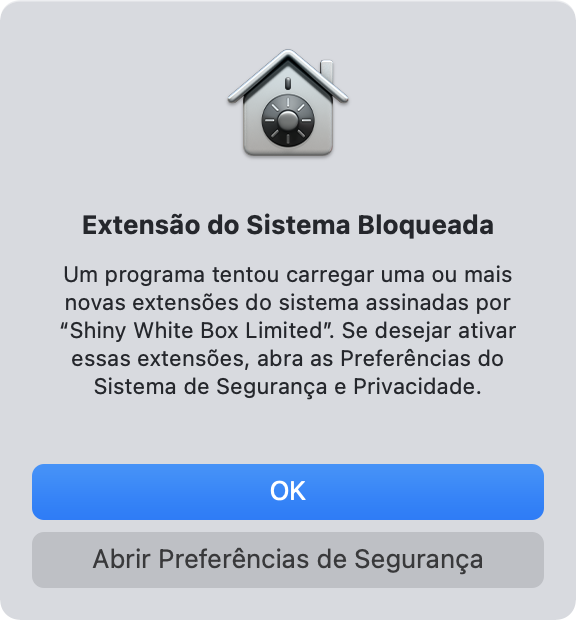 Extensão do Sistema Bloqueada
Um programa tentou carregar uma ou mais
novas extensões do sistema assinadas por
“Shiny White Box Limited”. Se desejar ativar
essas extensões, abra as Preferências do
Sistema de Segurança e Privacidade.
OK
Abrir Preferências de Segurança